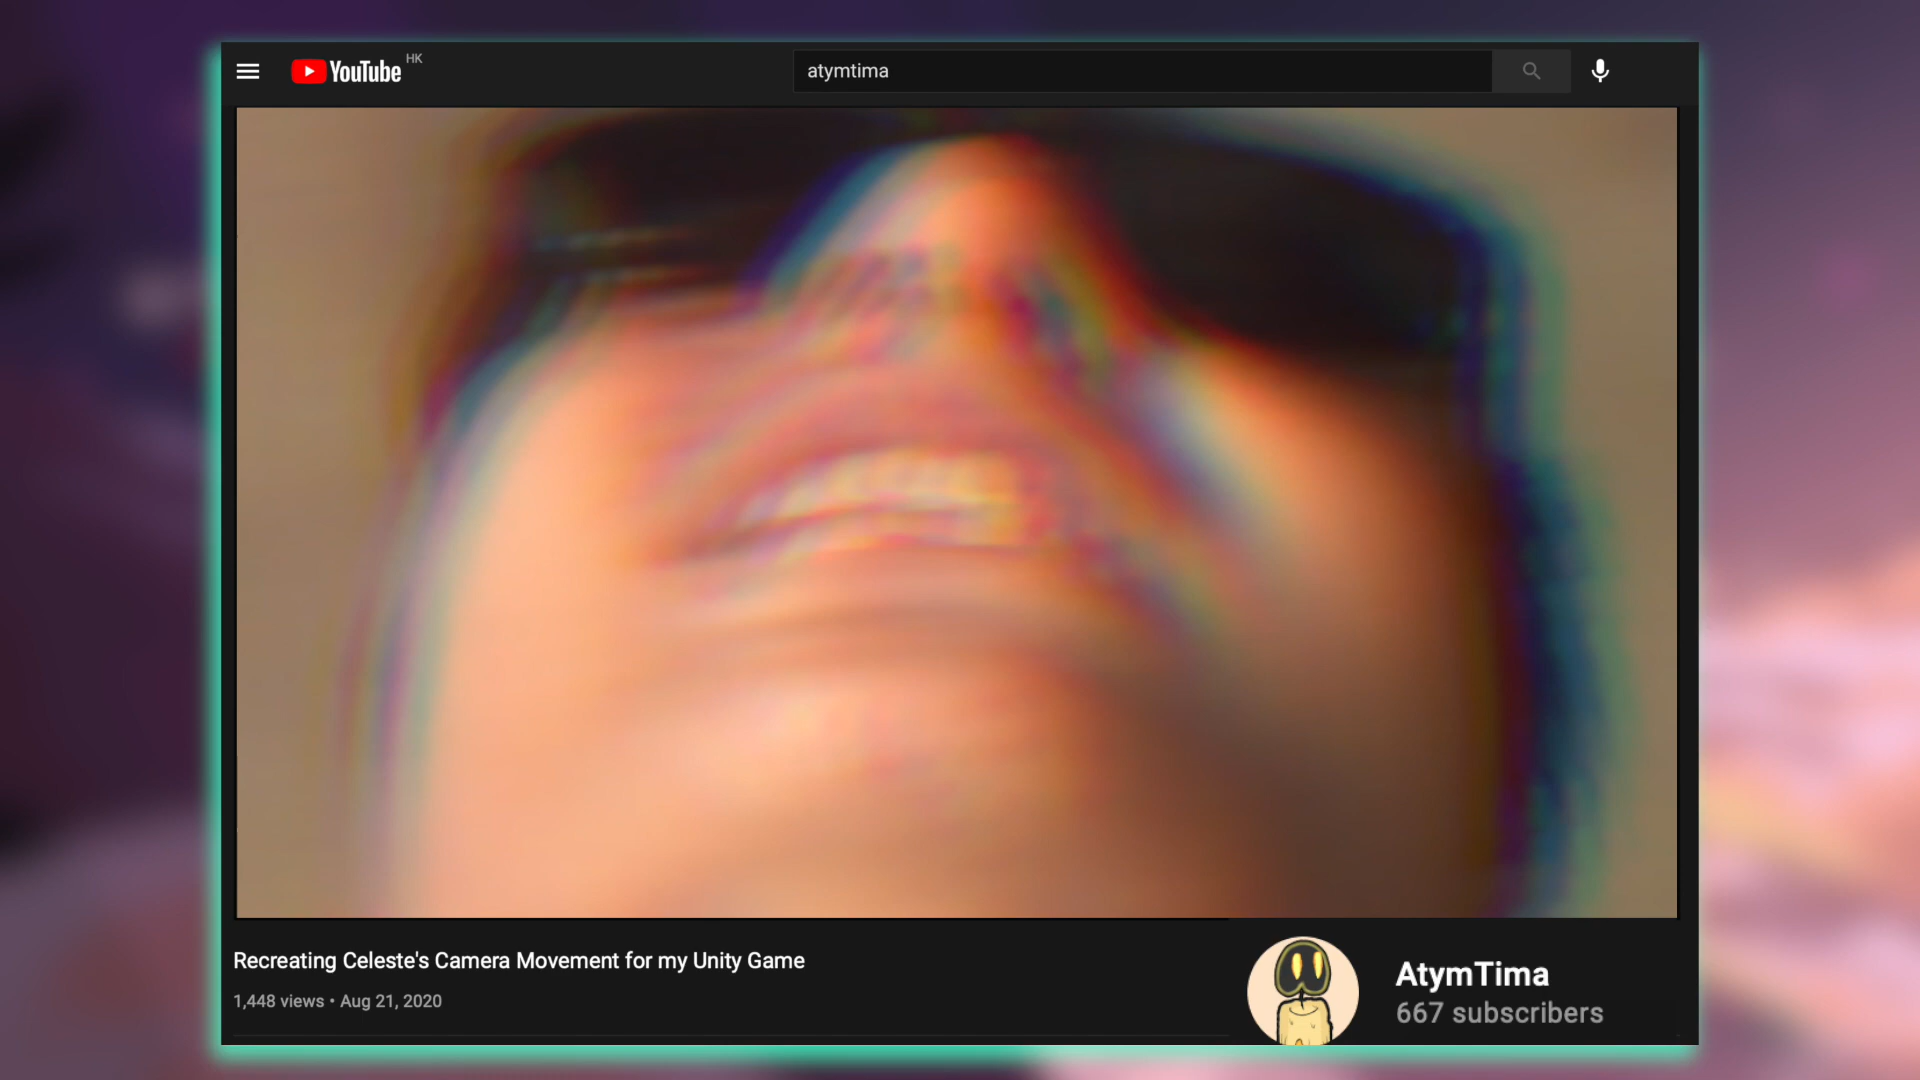 YouTube HK
atymtima
Recreating Celeste's Camera Movement for my Unity Game
1,448 views • Aug 21, 2020
AtymTima
667 subscribers